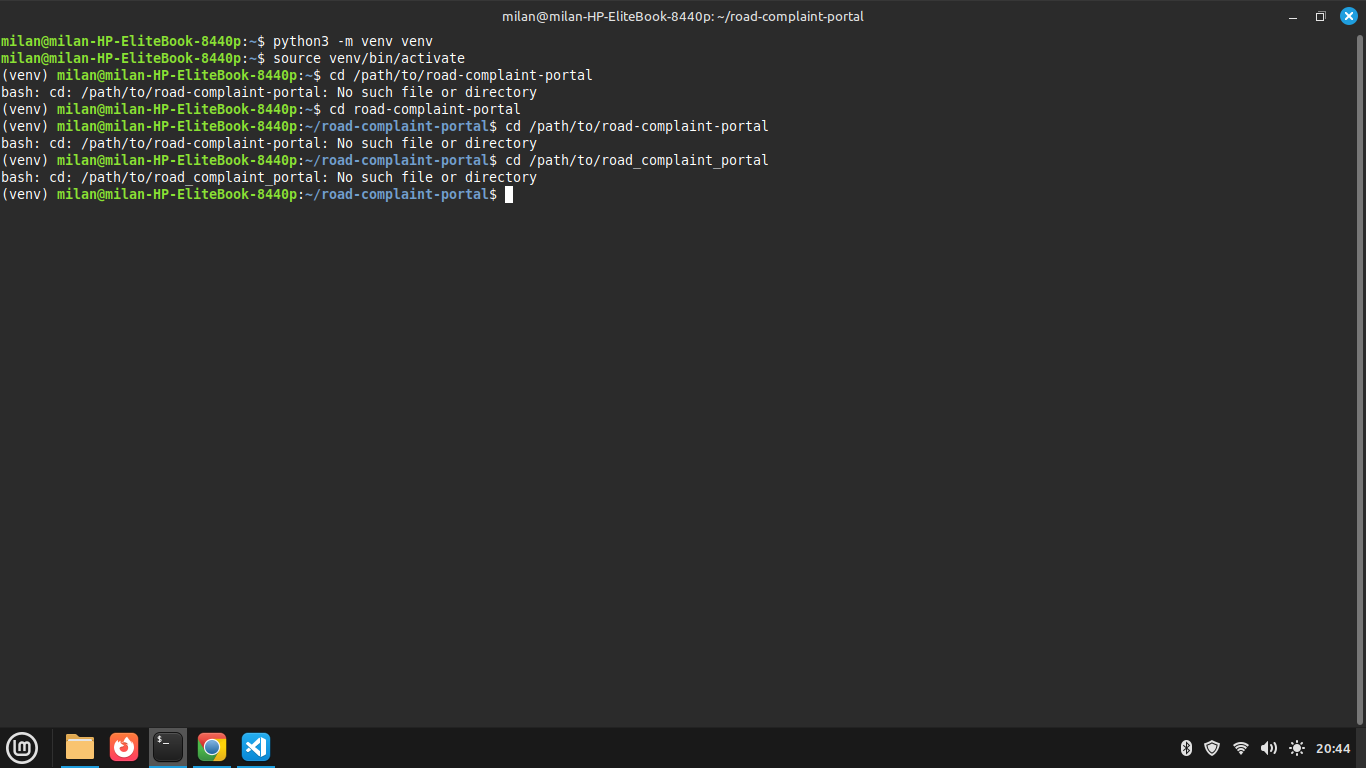 milan@milan-HP-EliteBook-8440p: ~/road-complaint-portal
milan@milan-HP-EliteBook-8440p:~$ python3 -m venv venv
milan@milan-HP-EliteBook-8440p:~$ source venv/bin/activate
(venv) milan@milan-HP-EliteBook-8440p:~$ cd /path/to/road-complaint-portal
bash: cd: /path/to/road-complaint-portal: No such file or directory
(venv) milan@milan-HP-EliteBook-8440p:~$ cd road-complaint-portal
(venv) milan@milan-HP-EliteBook-8440p:~/road-complaint-portal$ cd /path/to/road-complaint-portal
bash: cd: /path/to/road-complaint-portal: No such file or directory
(venv) milan@milan-HP-EliteBook-8440p:~/road-complaint-portal$ cd /path/to/road_complaint_portal
bash: cd: /path/to/road_complaint_portal: No such file or directory
(venv) milan@milan-HP-EliteBook-8440p:~/road-complaint-portal$
$_
20:44